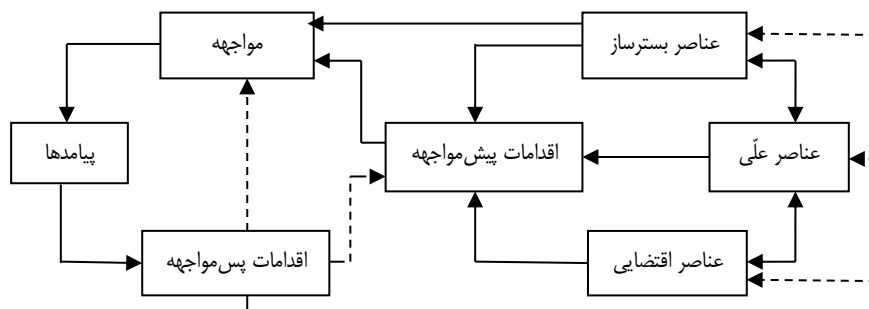 عناصر بسترساز
مواجهه
عناصر علّی
اقدامات پیش‌مواجهه
پیامدها
عناصر اقتضایی
اقدامات پس‌مواجهه